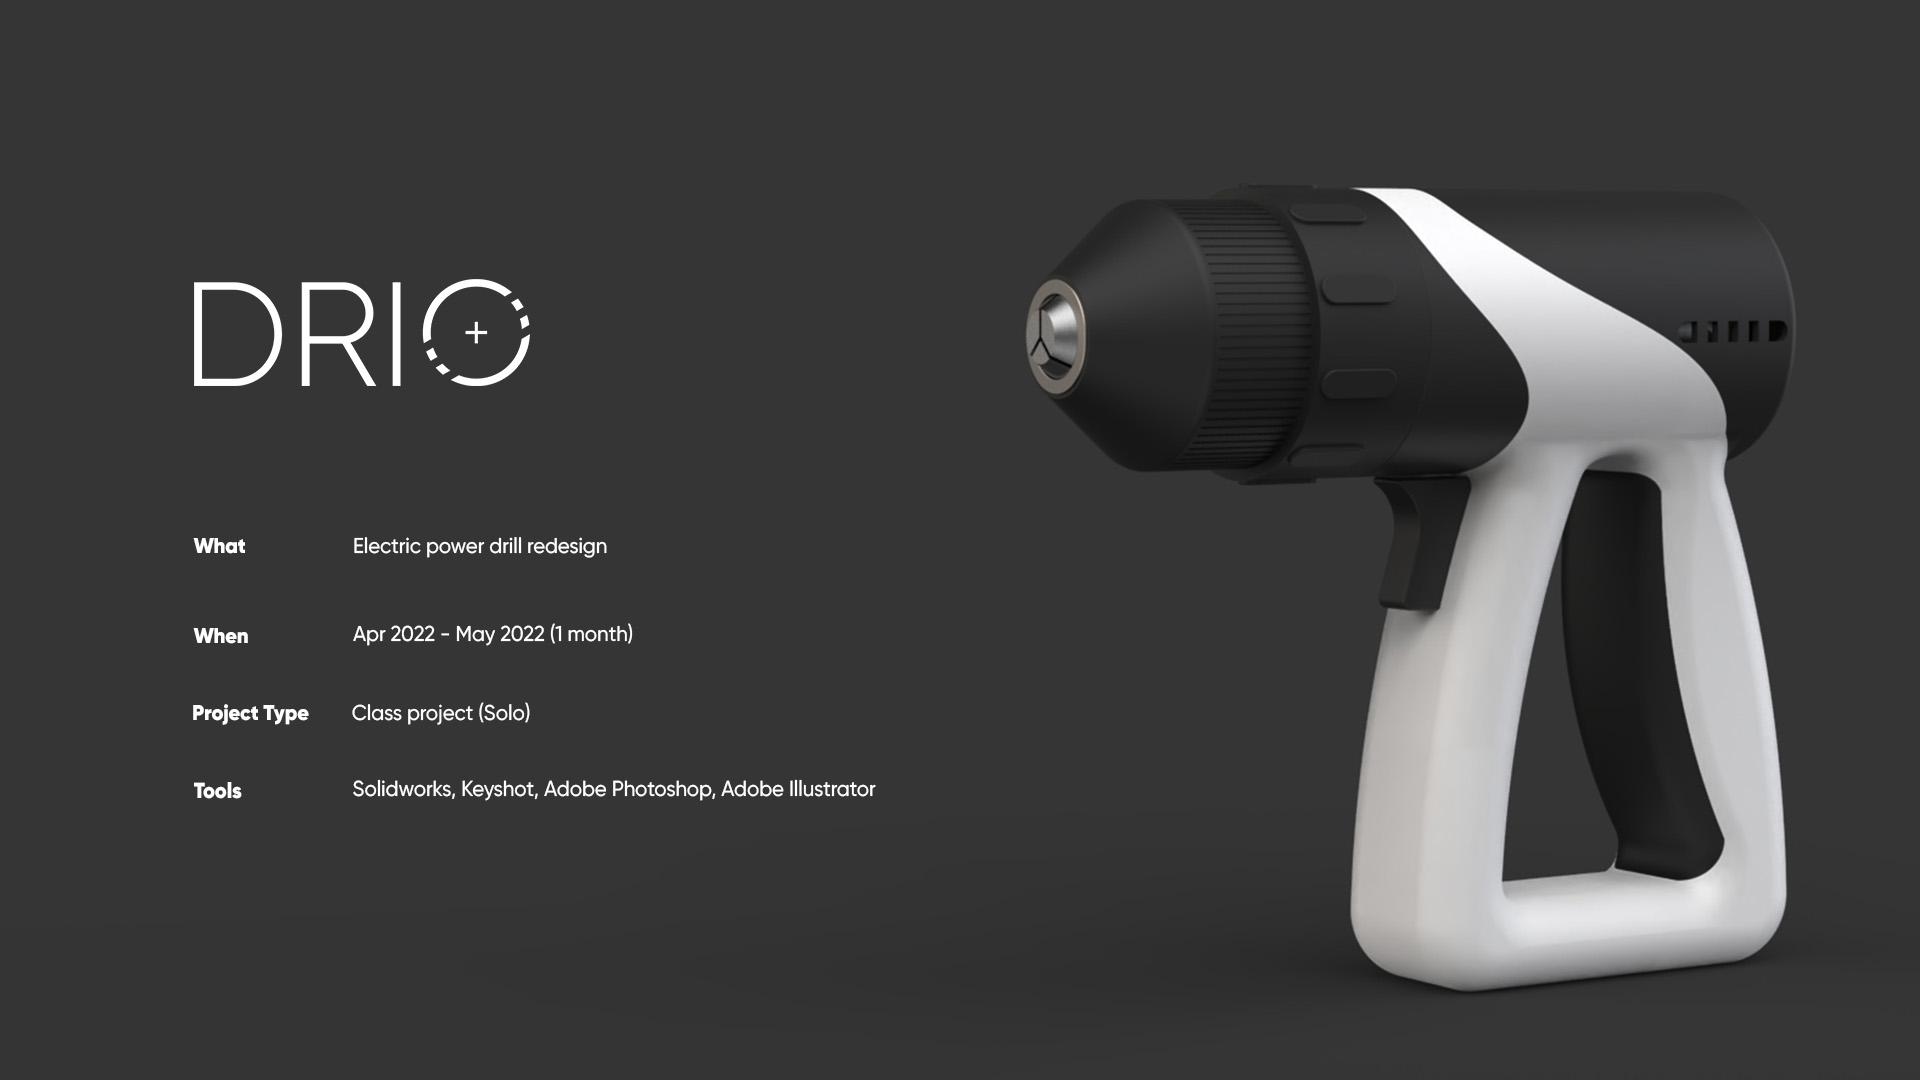 DRIO
What Electric power drill redesign
When Apr 2022 - May 2022 (1 month)
Project Type Class project (Solo)
Tools Solidworks, Keyshot, Adobe Photoshop, Adobe Illustrator